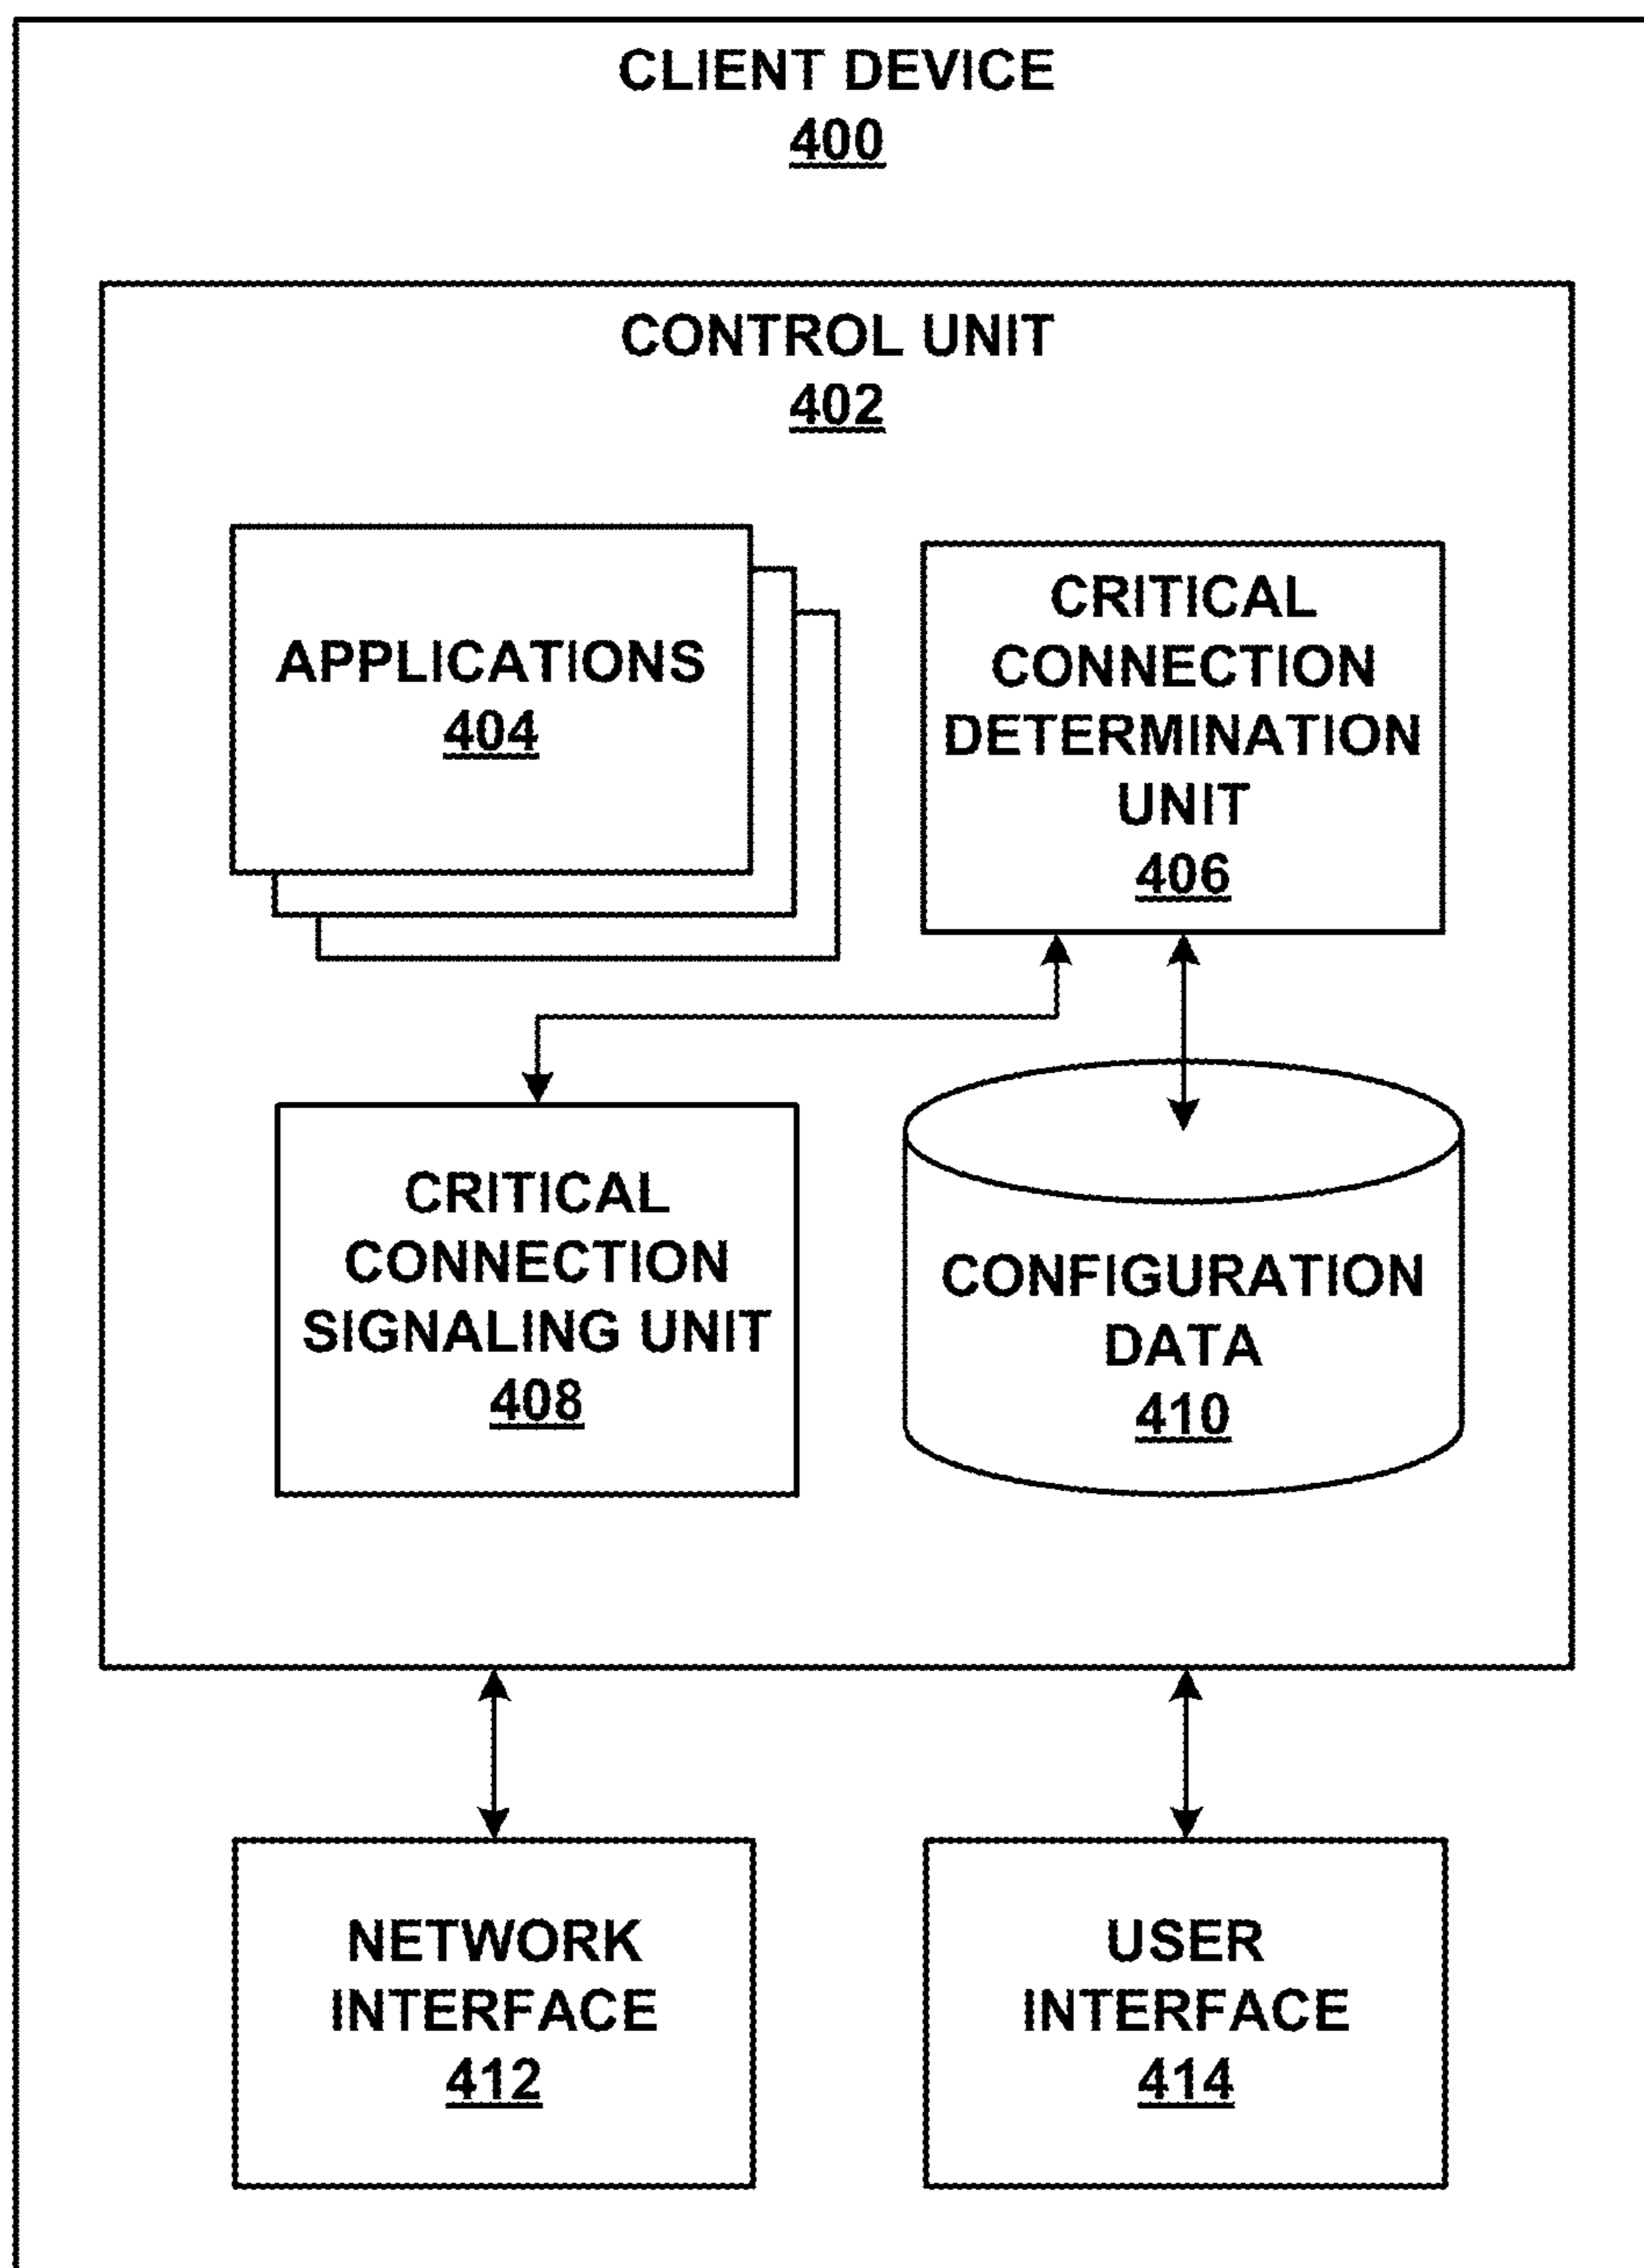 CLIENT DEVICE
400
CONTROL UNIT
402
APPLICATIONS
404
CRITICAL
CONNECTION
DETERMINATION
UNIT
406
CRITICAL
CONNECTION
SIGNALING UNIT
408
CONFIGURATION
DATA
410
NETWORK
INTERFACE
412
USER
INTERFACE
414